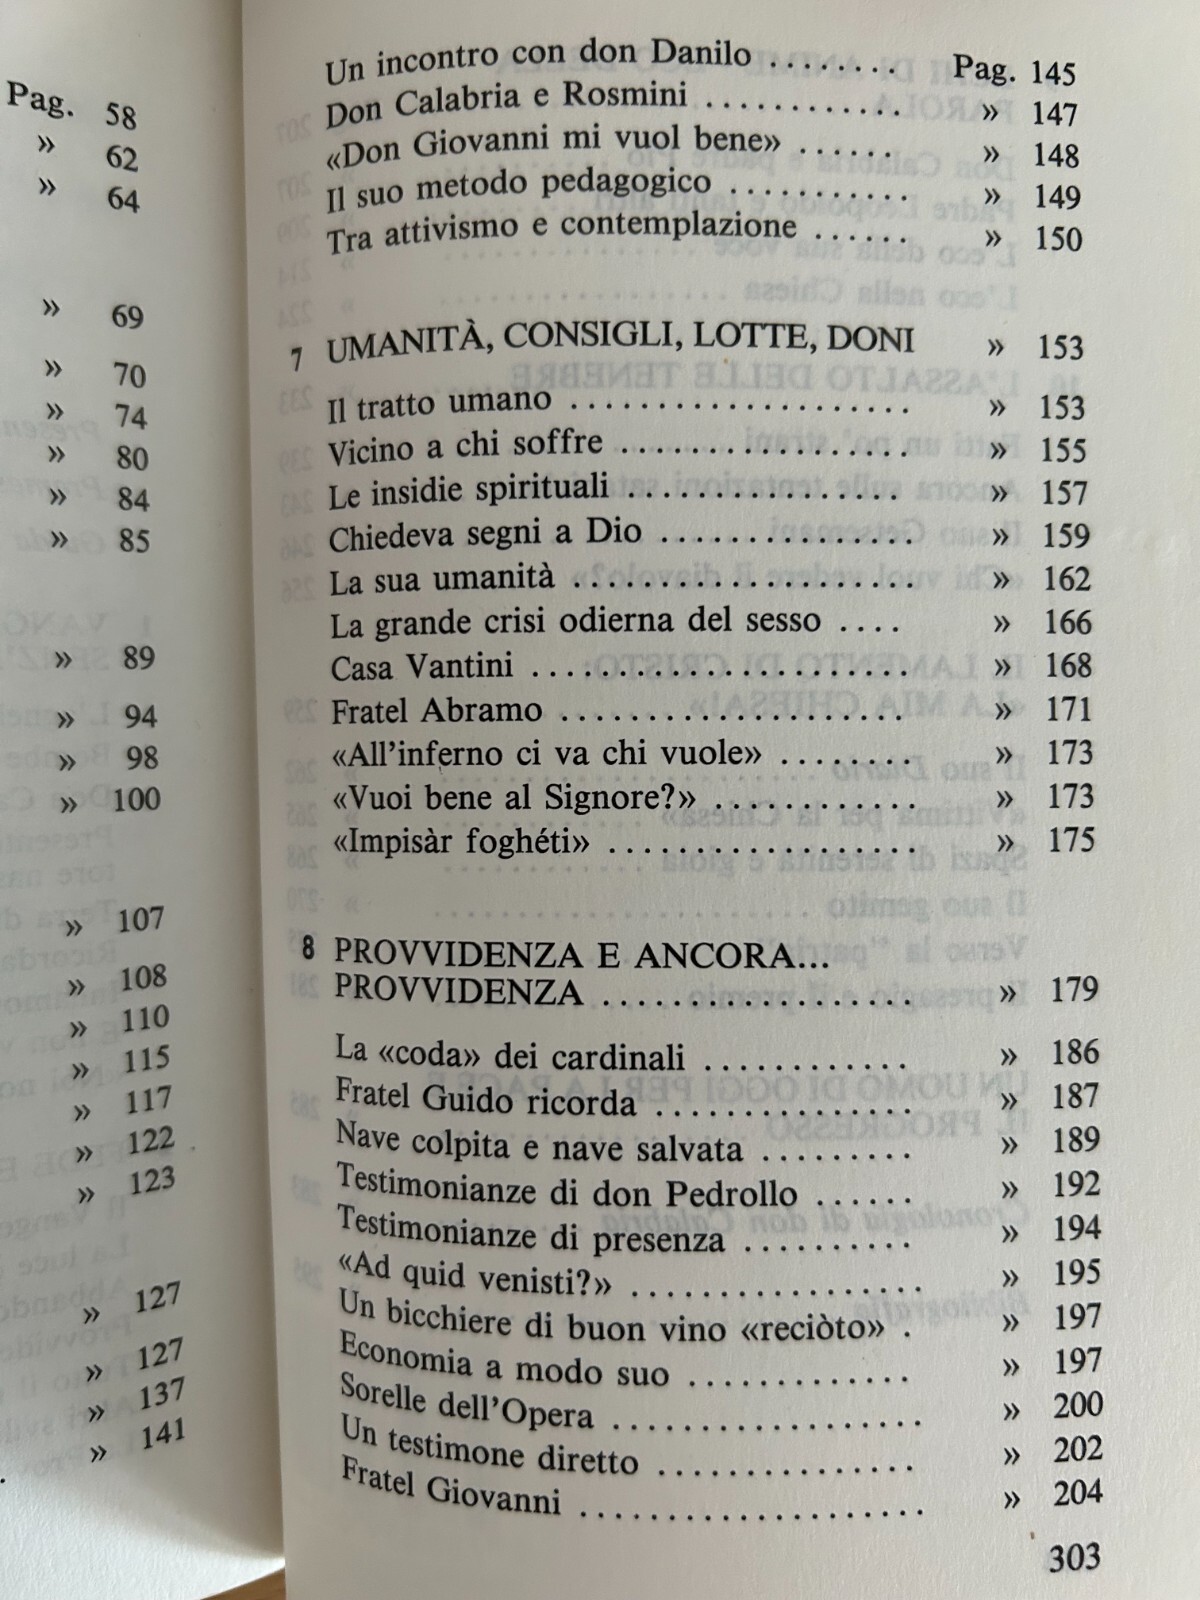 Pag. 58
» 62
» 64
» 69
» 70
» 74
» 80
» 84
» 85
» 89
» 94
» 98
» 100
» 107
» 108
» 110
» 115
» 117
» 122
» 123
» 127
» 127
» 137
» 141
Un incontro con don Danilo ........ Pag. 145
Don Calabria e Rosmini ............ » 147
«Don Giovanni mi vuol bene» ...... » 148
Il suo metodo pedagogico ........... » 149
Tra attivismo e contemplazione ...... » 150
7 UMANITÀ, CONSIGLI, LOTTE, DONI » 153
Il tratto umano ..................... » 153
Vicino a chi soffre .................. » 155
Le insidie spirituali ................. » 157
Chiedeva segni a Dio ................ » 159
La sua umanità ..................... » 162
La grande crisi odierna del sesso .... » 166
Casa Vantini ....................... » 168
Fratel Abramo ...................... » 171
«All'inferno ci va chi vuole» ........ » 173
«Vuoi bene al Signore?» ............ » 173
«Impisàr foghéti» ................... » 175
8 PROVVIDENZA E ANCORA...
PROVVIDENZA .................... » 179
La «coda» dei cardinali ............ » 186
Fratel Guido ricorda ................ » 187
Nave colpita e nave salvata ......... » 189
Testimonianze di don Pedrollo ...... » 192
Testimonianze di presenza .......... » 194
«Ad quid venisti?» .................. » 195
Un bicchiere di buon vino «reciòto» . » 197
Economia a modo suo ............. » 197
Sorelle dell'Opera ................... » 200
Un testimone diretto ................ » 202
Fratel Giovanni ..................... » 204
303